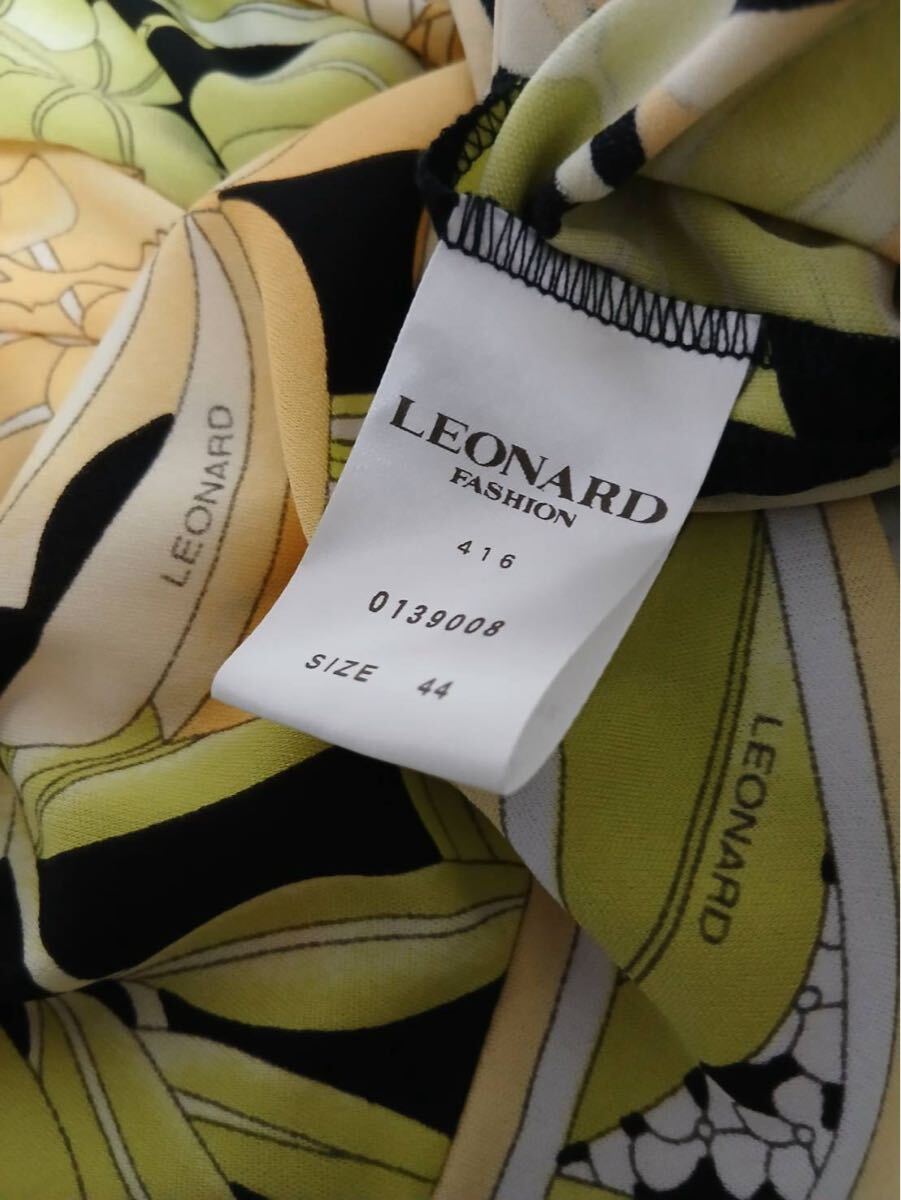 LEONARD
FASHION
416
0139008
SIZE 44
LEONARD
LEONARD